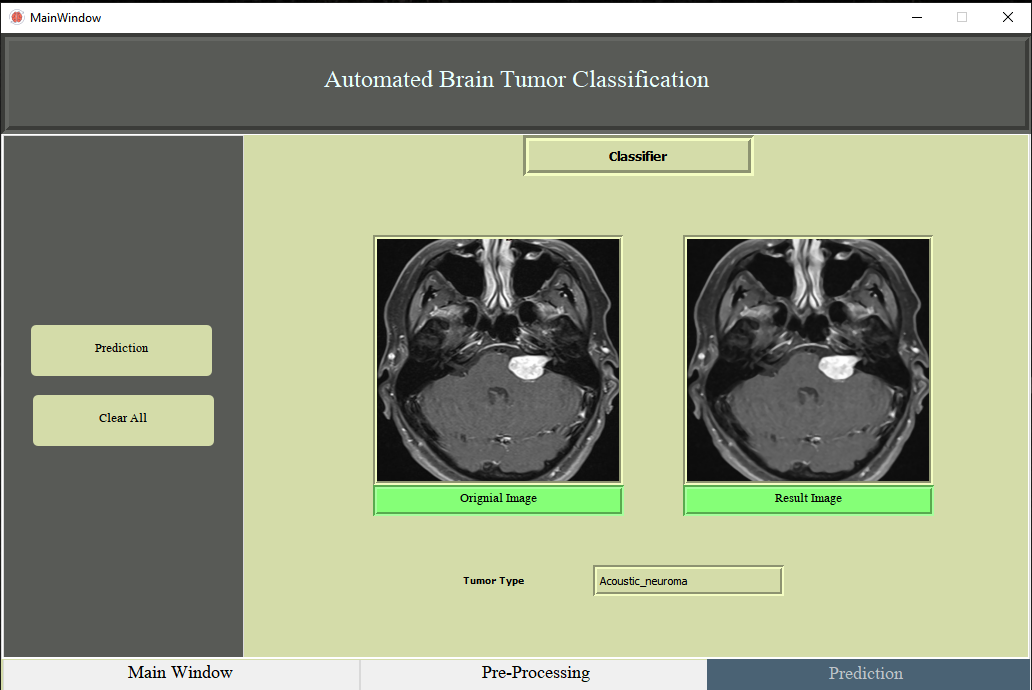 MainWindow
Automated Brain Tumor Classification
Classifier
Prediction
Clear All
Orignial Image
Result Image
Tumor Type
Acoustic_neuroma
Main Window
Pre-Processing
Prediction